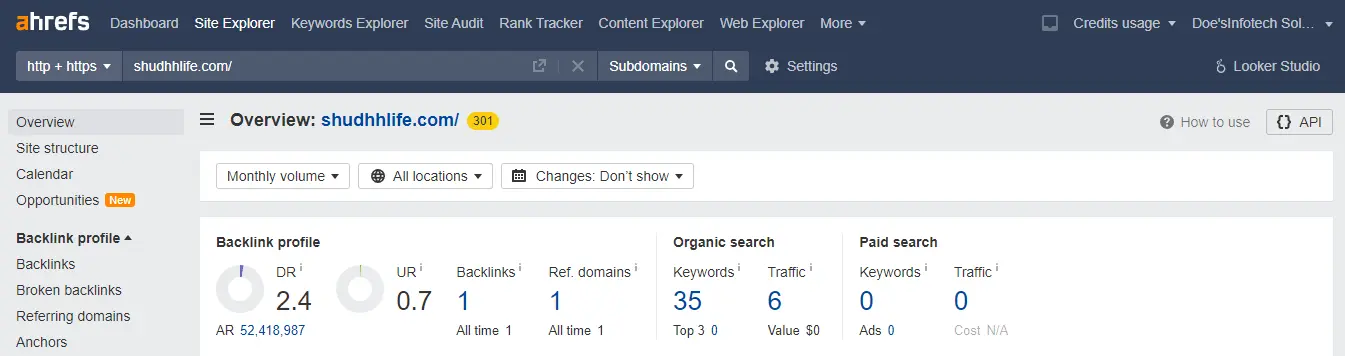 ahrefs Dashboard Site Explorer Keywords Explorer Site Audit Rank Tracker Content Explorer Web Explorer More Credits usage Doe'sInfotech Sol...
http + https shudhhlife.com/ Subdomains Settings Looker Studio
Overview
Site structure
Calendar
Opportunities New
Backlink profile
Backlinks
Broken backlinks
Referring domains
Anchors
Overview: shudhhlife.com/ 301 How to use API
Monthly volume All locations Changes: Don't show
Backlink profile
DR UR Backlinks Ref. domains
2.4 0.7 1 1
AR 52,418,987 All time 1 All time 1
Organic search
Keywords Traffic
35 6
Top 3 0 Value $0
Paid search
Keywords Traffic
0 0
Ads 0 Cost N/A